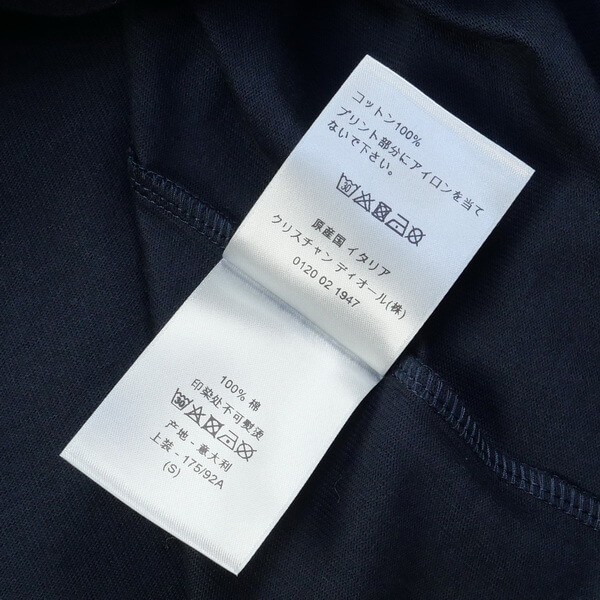 コットン100%
プリント部分にアイロンを当て
ないで下さい。
30
原産国 イタリア
クリスチャン ディオール(株)
0120 02 1947
100% 棉
印染处不可熨烫
30
产地 - 意大利
上装 - 175/92A
(S)